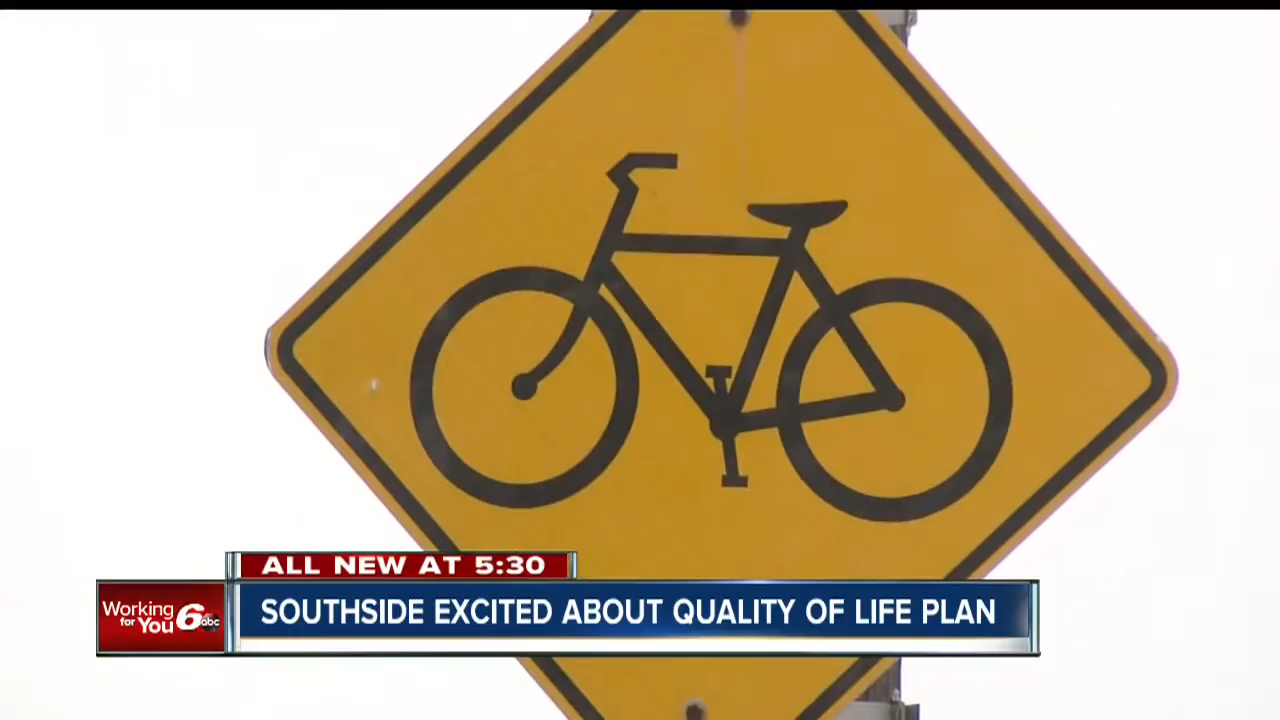 ALL NEW AT 5:30
Working for You 6 abc
SOUTHSIDE EXCITED ABOUT QUALITY OF LIFE PLAN